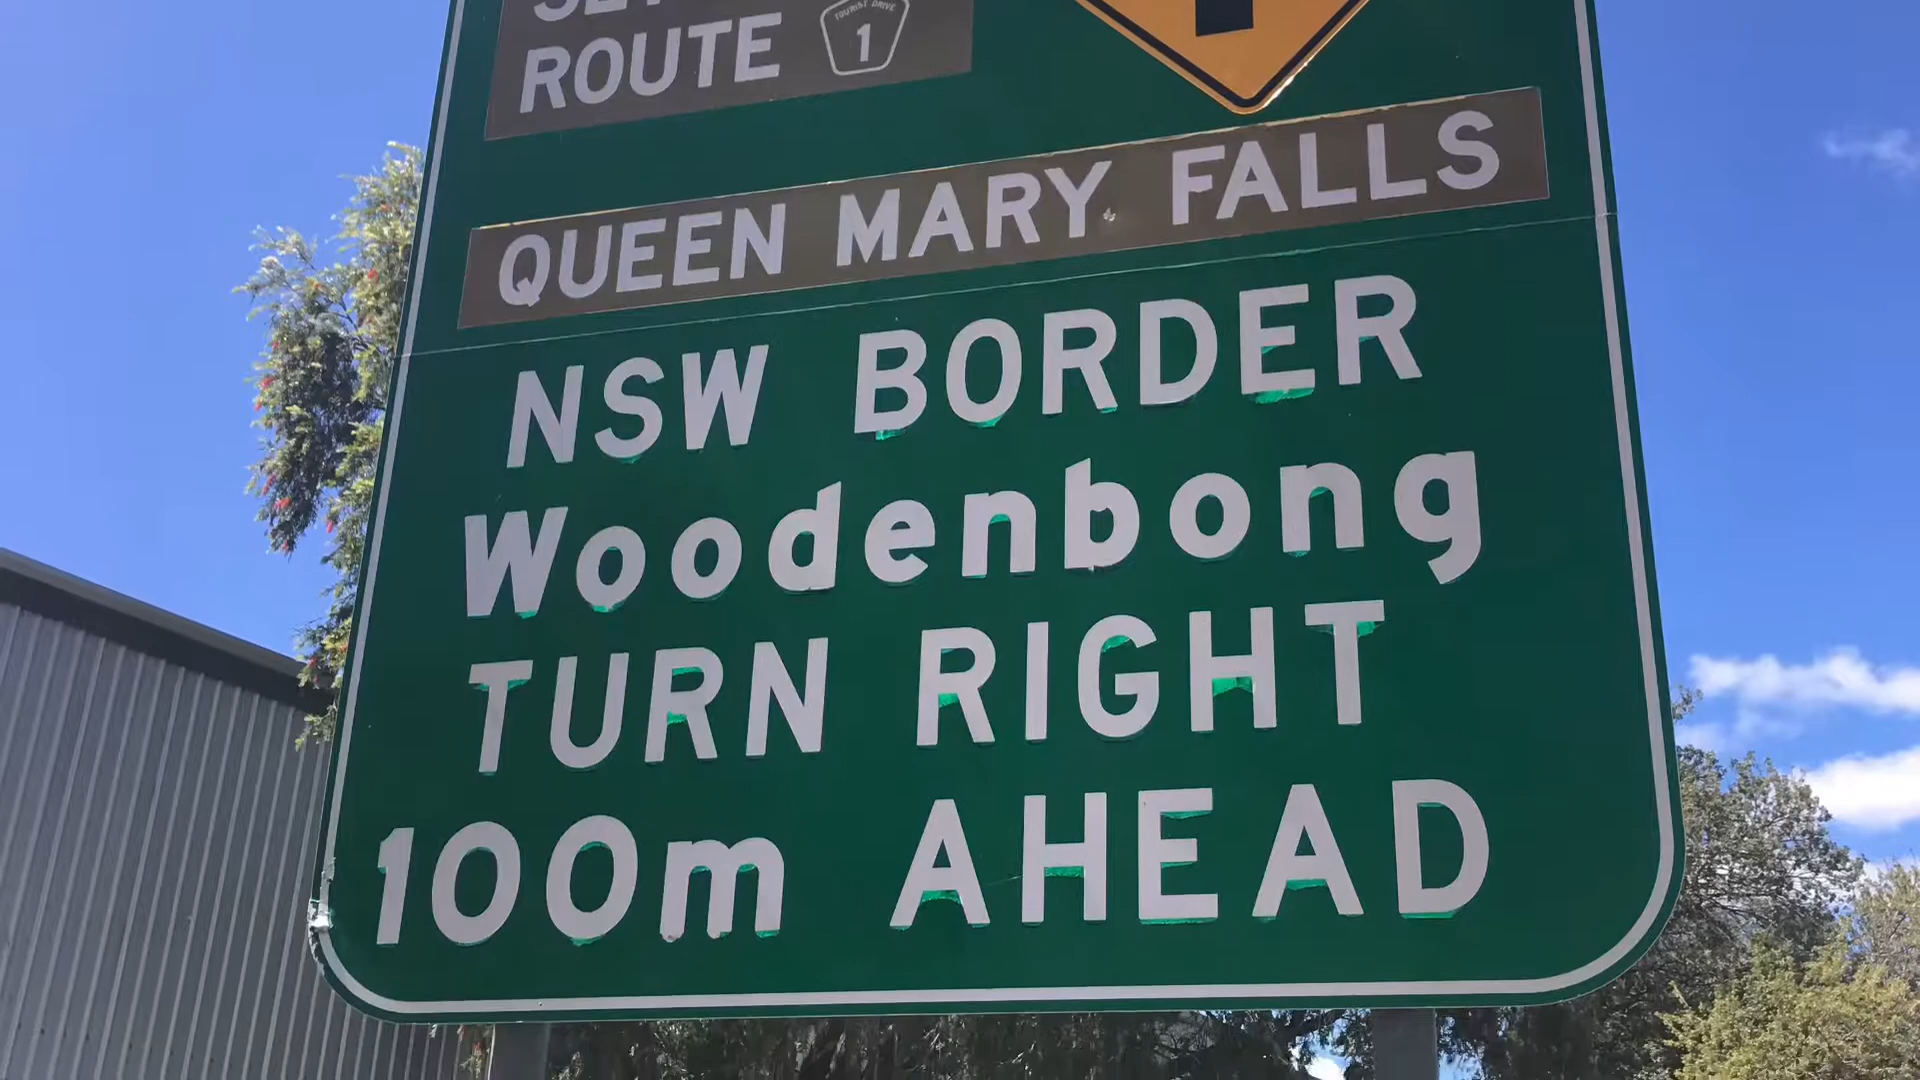 ROUTE TOURIST DRIVE 1
QUEEN MARY FALLS
NSW BORDER
Woodenbong
TURN RIGHT
100m AHEAD